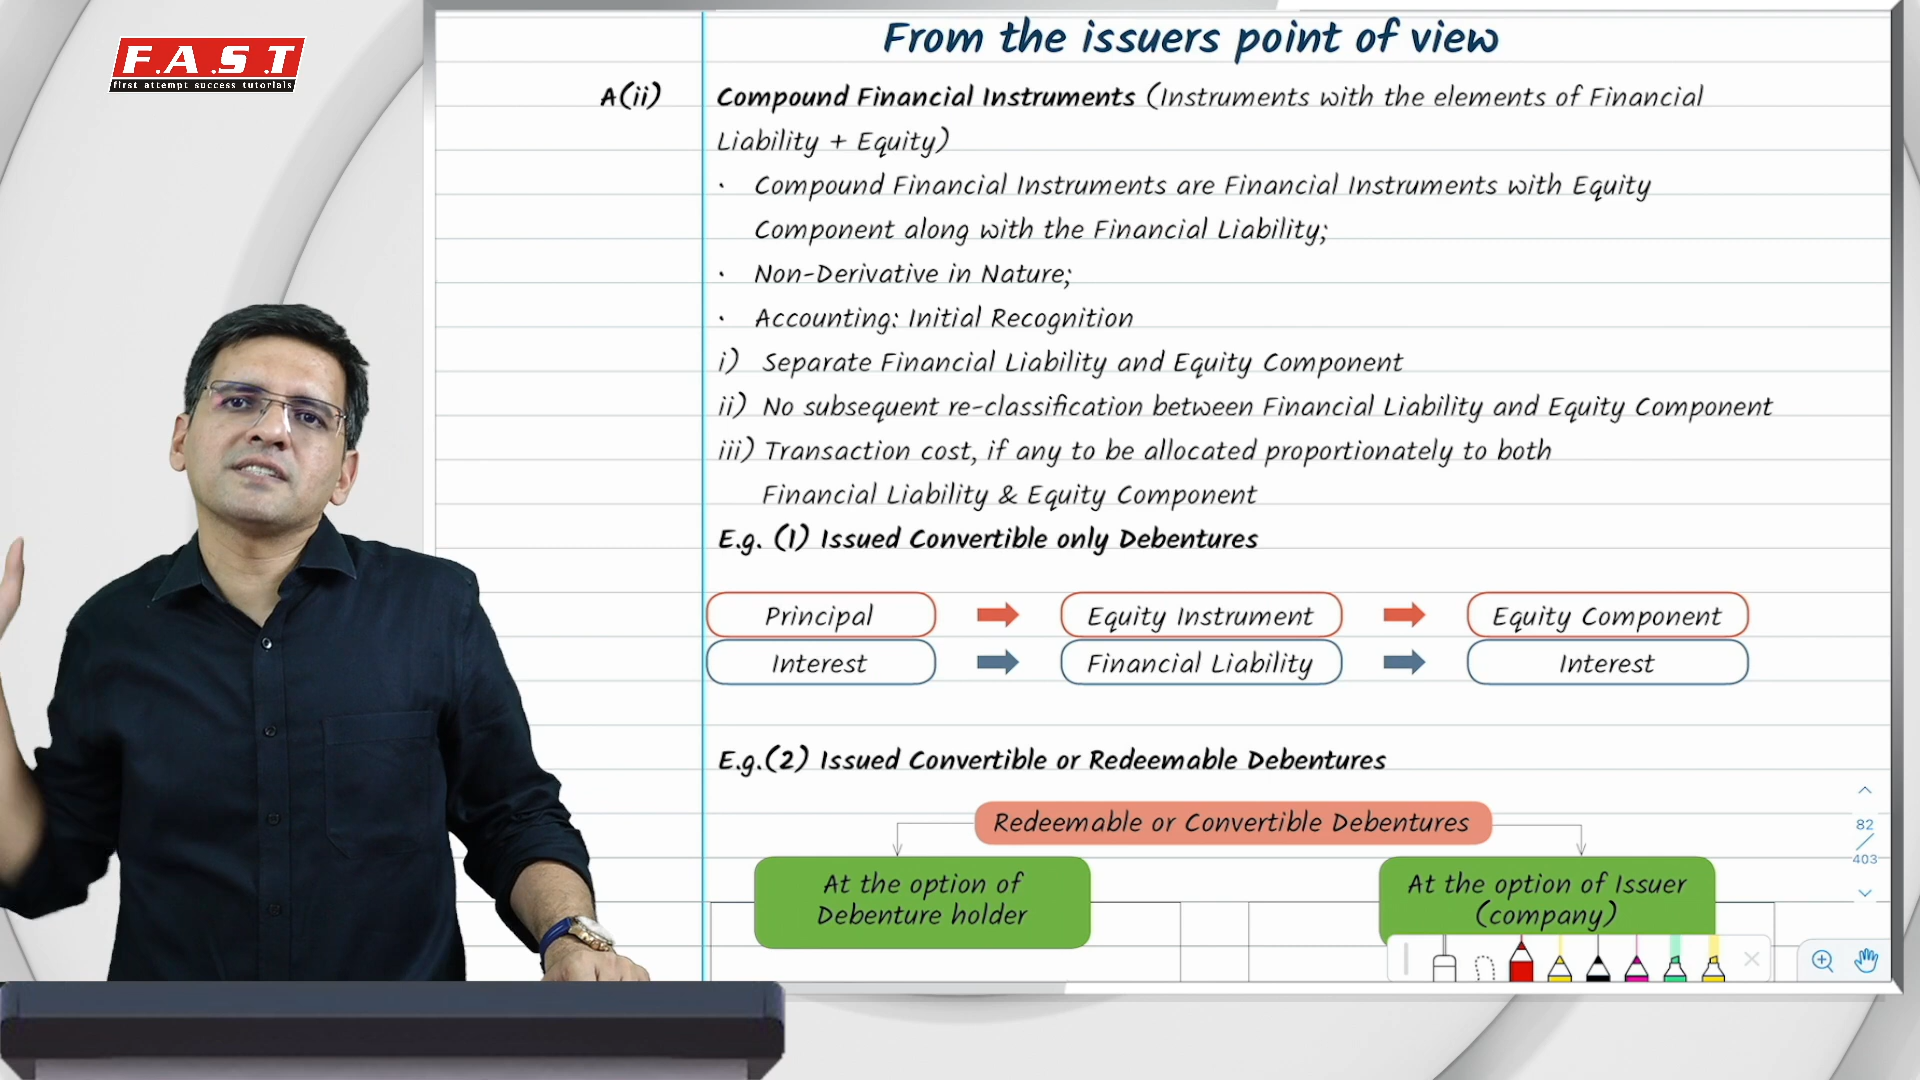 F.A.S.T
first attempt success tutorials
From the issuers point of view
A(ii) Compound Financial Instruments (Instruments with the elements of Financial
Liability + Equity)
· Compound Financial Instruments are Financial Instruments with Equity
Component along with the Financial Liability;
· Non-Derivative in Nature;
· Accounting: Initial Recognition
i) Separate Financial Liability and Equity Component
ii) No subsequent re-classification between Financial Liability and Equity Component
iii) Transaction cost, if any to be allocated proportionately to both
Financial Liability & Equity Component
E.g. (1) Issued Convertible only Debentures
Principal Equity Instrument Equity Component
Interest Financial Liability Interest
E.g.(2) Issued Convertible or Redeemable Debentures
Redeemable or Convertible Debentures
At the option of
Debenture holder
At the option of Issuer
(company)
82
403